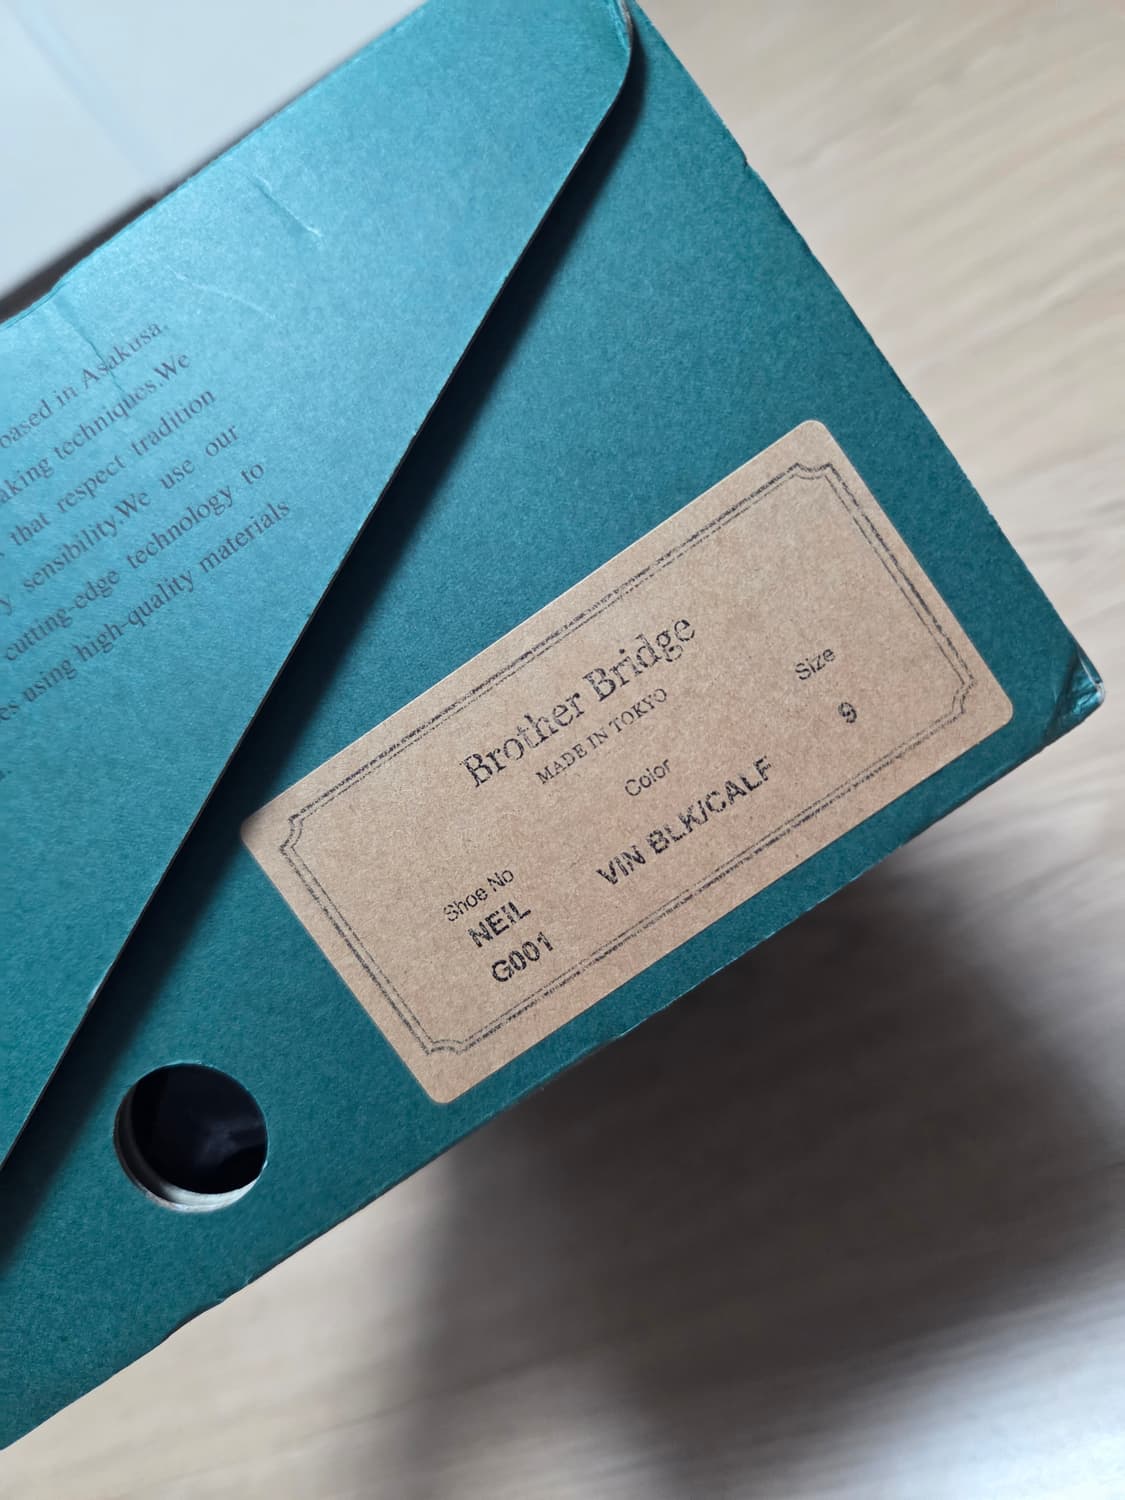 based in Asakusa.
aking techniques.We
that respect tradition
y sensibility.We use our
cutting-edge technology to
es using high-quality materials
Brother Bridge
MADE IN TOKYO
Shoe No Color Size
NEIL VIN BLK/CALF 9
G001